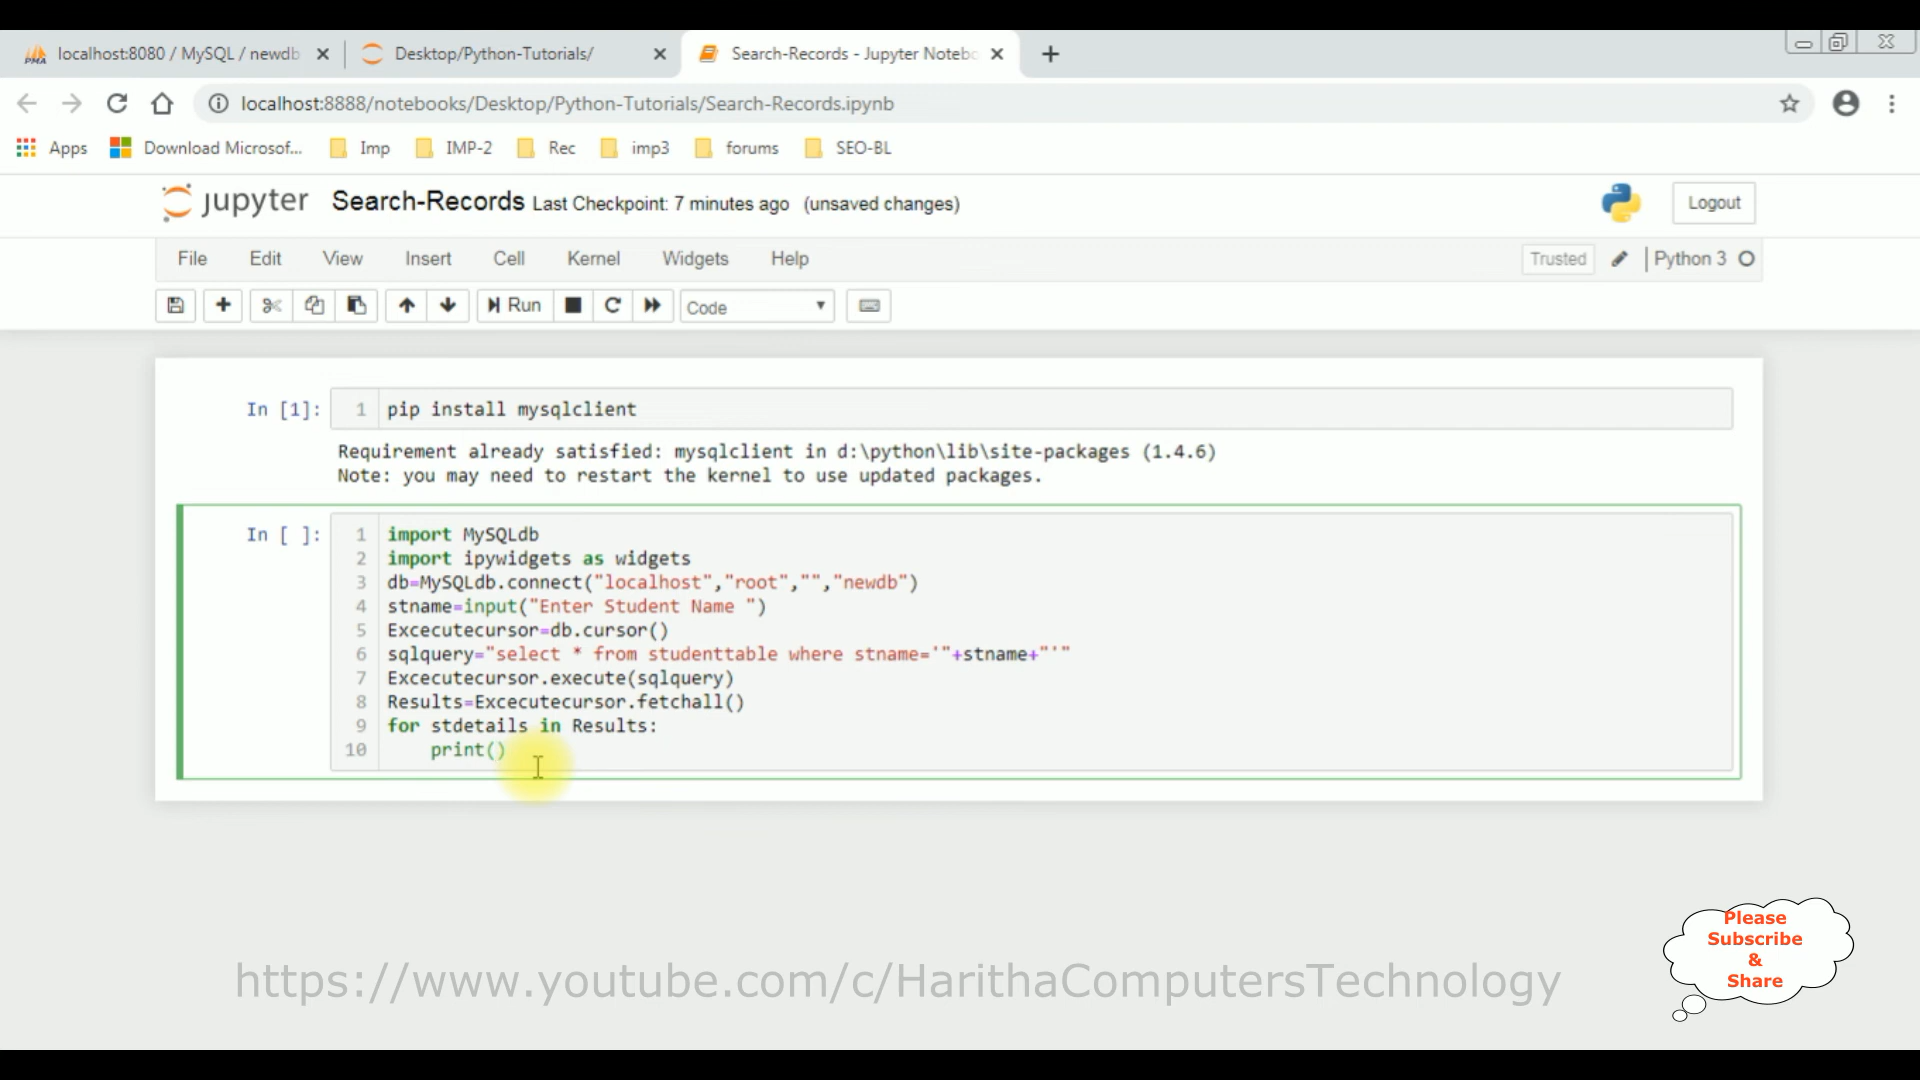 localhost:8080 / MySQL / newdb
Desktop/Python-Tutorials/
Search-Records - Jupyter Notebo
localhost:8888/notebooks/Desktop/Python-Tutorials/Search-Records.ipynb
Apps
Download Microsof...
Imp
IMP-2
Rec
imp3
forums
SEO-BL
jupyter
Search-Records Last Checkpoint: 7 minutes ago (unsaved changes)
Logout
File Edit View Insert Cell Kernel Widgets Help
Trusted
Python 3
Run
Code
In [1]: 1 pip install mysqlclient
Requirement already satisfied: mysqlclient in d:\python\lib\site-packages (1.4.6)
Note: you may need to restart the kernel to use updated packages.
In [ ]: 1 import MySQLdb
2 import ipywidgets as widgets
3 db=MySQLdb.connect("localhost","root","","newdb")
4 stname=input("Enter Student Name ")
5 Excecutecursor=db.cursor()
6 sqlquery="select * from studenttable where stname='"+stname+"'"
7 Excecutecursor.execute(sqlquery)
8 Results=Excecutecursor.fetchall()
9 for stdetails in Results:
10 print()
Please
Subscribe
&
Share
https://www.youtube.com/c/HarithaComputersTechnology